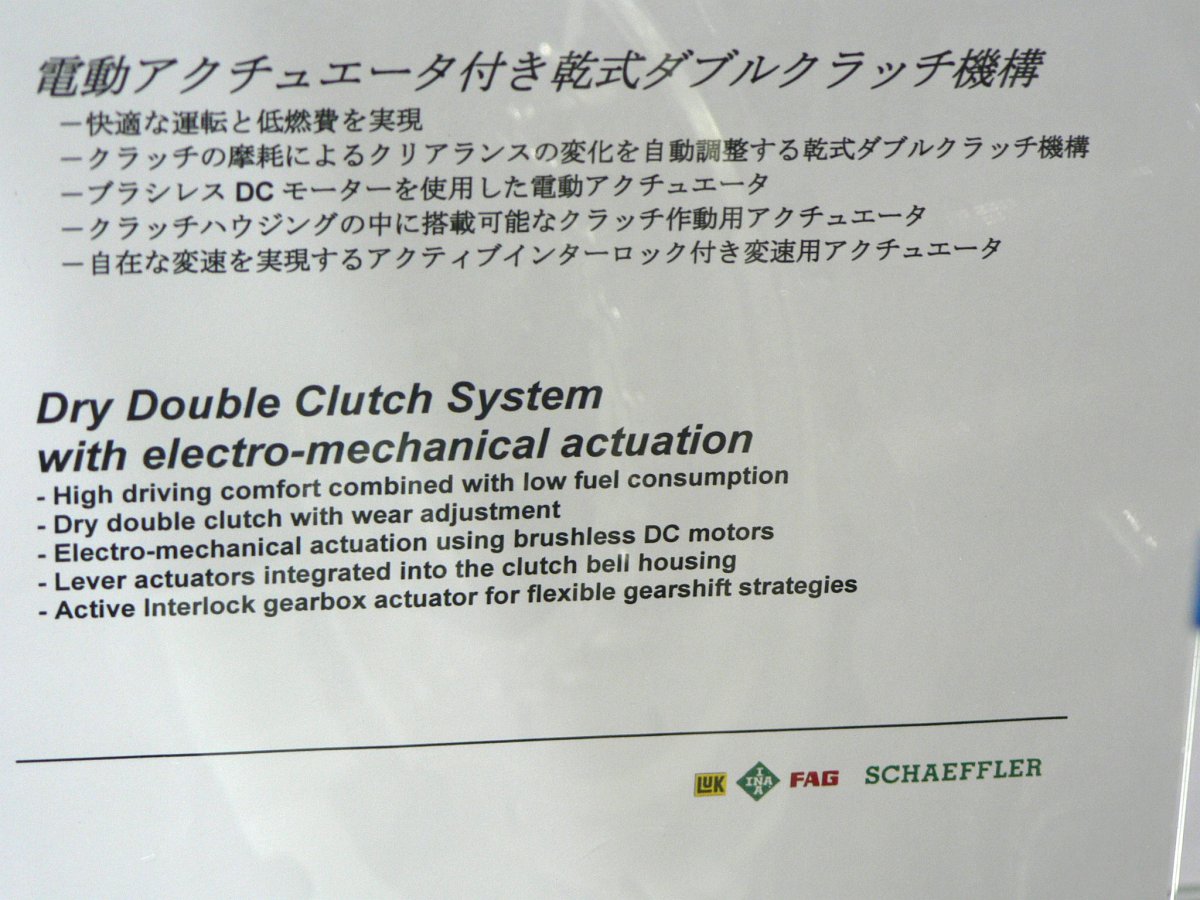 電動アクチュエータ付き乾式ダブルクラッチ機構
－快適な運転と低燃費を実現
－クラッチの摩耗によるクリアランスの変化を自動調整する乾式ダブルクラッチ機構
－ブラシレス DC モーターを使用した電動アクチュエータ
－クラッチハウジングの中に搭載可能なクラッチ作動用アクチュエータ
－自在な変速を実現するアクティブインターロック付き変速用アクチュエータ
Dry Double Clutch System
with electro-mechanical actuation
- High driving comfort combined with low fuel consumption
- Dry double clutch with wear adjustment
- Electro-mechanical actuation using brushless DC motors
- Lever actuators integrated into the clutch bell housing
- Active Interlock gearbox actuator for flexible gearshift strategies
LUK INA FAG SCHAEFFLER